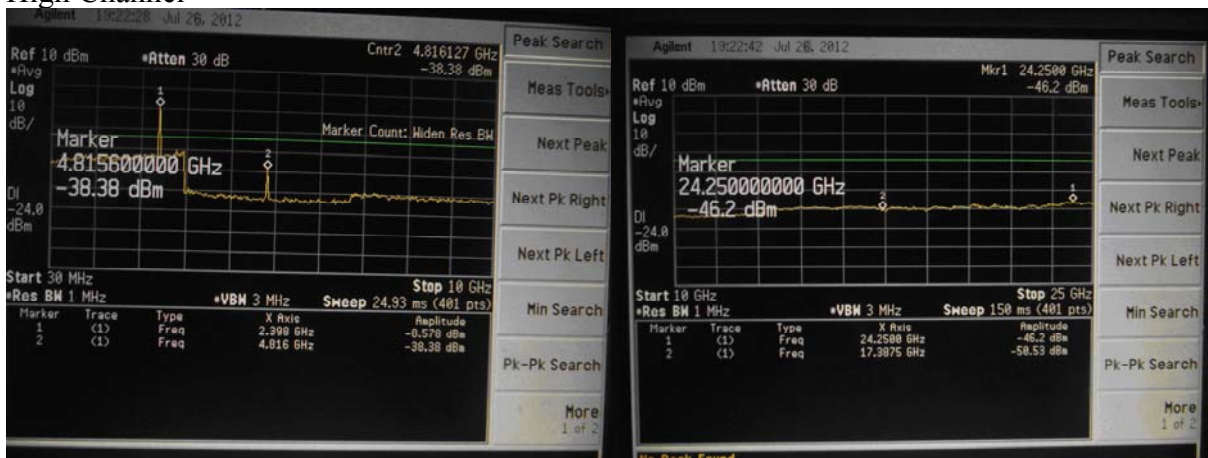 High Channel
Agilent 19:22:28 Jul 26, 2012
Ref 10 dBm *Atten 30 dB
Cntr2 4.816127 GHz
-38.38 dBm
*Avg
Log
10
dB/
1
Marker Count: Widen Res BW
Marker
4.815600000 GHz
-38.38 dBm
2
DI
-24.0
dBm
Start 30 MHz Stop 10 GHz
*Res BW 1 MHz *VBW 3 MHz Sweep 24.93 ms (401 pts)
Marker Trace Type X Axis Amplitude
1 (1) Freq 2.398 GHz -0.578 dBm
2 (1) Freq 4.816 GHz -38.38 dBm
Peak Search
Meas Tools
Next Peak
Next Pk Right
Next Pk Left
Min Search
Pk-Pk Search
More
1 of 2
Agilent 19:22:42 Jul 26, 2012
Ref 10 dBm *Atten 30 dB
Mkr1 24.2500 GHz
-46.2 dBm
*Avg
Log
10
dB/
Marker
24.250000000 GHz
-46.2 dBm
2
1
DI
-24.0
dBm
Start 10 GHz Stop 25 GHz
*Res BW 1 MHz *VBW 3 MHz Sweep 150 ms (401 pts)
Marker Trace Type X Axis Amplitude
1 (1) Freq 24.2500 GHz -46.2 dBm
2 (1) Freq 17.3875 GHz -50.53 dBm
No Peak Found
Peak Search
Meas Tools
Next Peak
Next Pk Right
Next Pk Left
Min Search
Pk-Pk Search
More
1 of 2